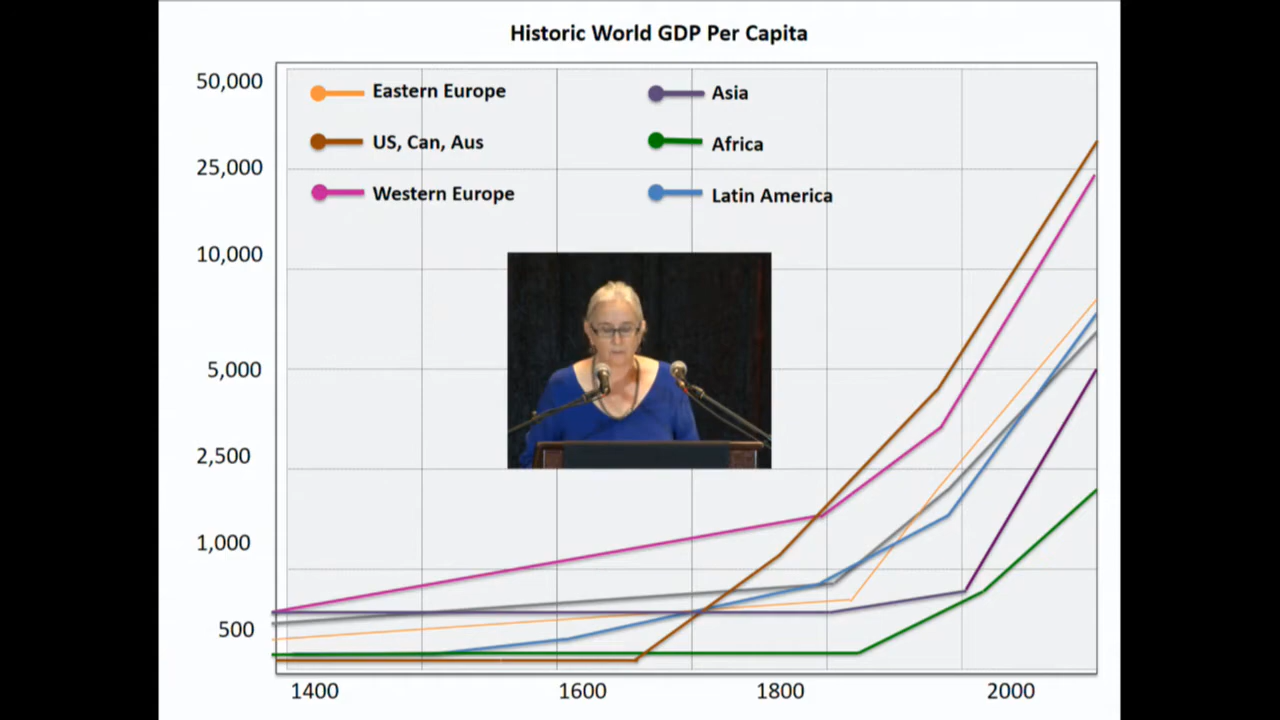 Historic World GDP Per Capita
50,000
Eastern Europe
Asia
US, Can, Aus
Africa
25,000
Western Europe
Latin America
10,000
5,000
2,500
1,000
500
1400
1600
1800
2000